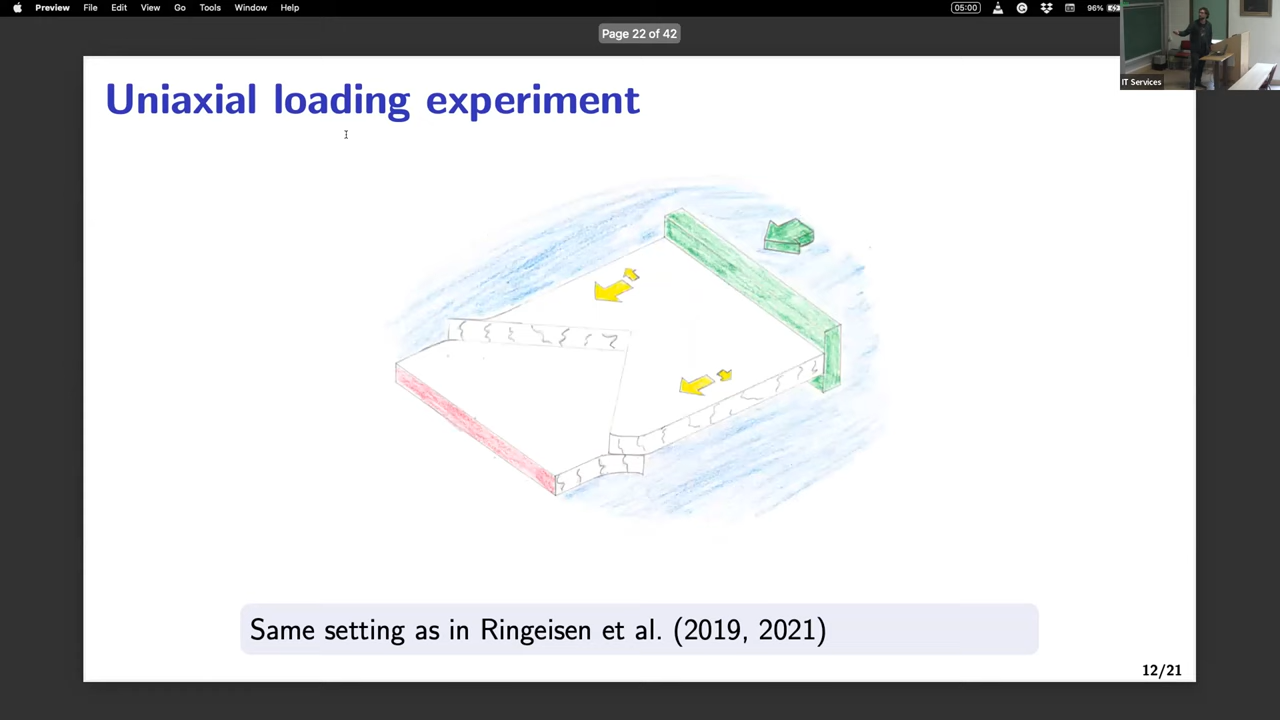 Preview File Edit View Go Tools Window Help 05:00 96%
Page 22 of 42
IT Services
Uniaxial loading experiment
Same setting as in Ringeisen et al. (2019, 2021)
12/21